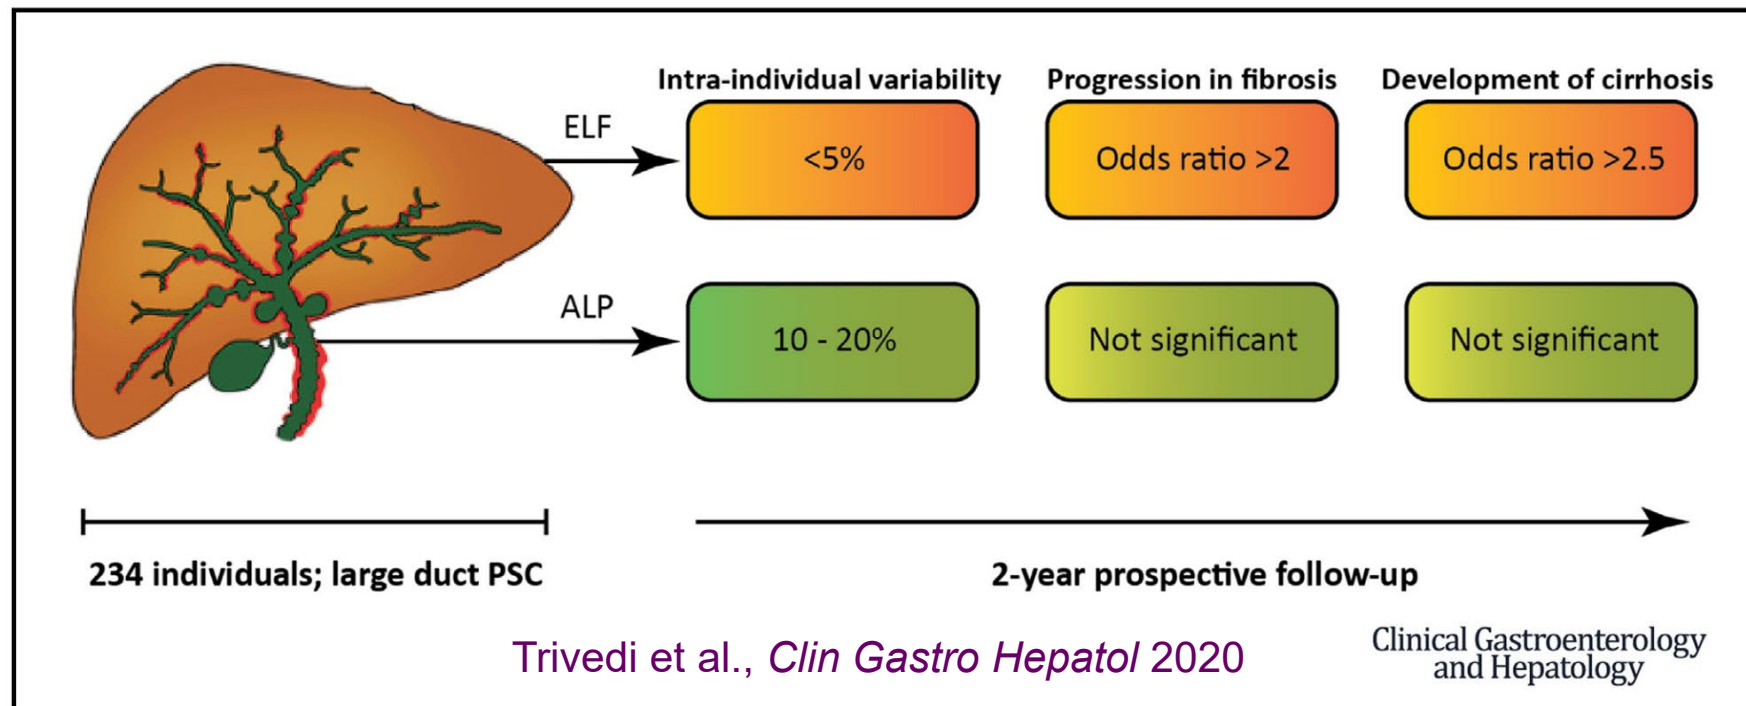 Intra-individual variability
Progression in fibrosis
Development of cirrhosis
ELF
<5%
Odds ratio >2
Odds ratio >2.5
ALP
10 - 20%
Not significant
Not significant
234 individuals; large duct PSC
2-year prospective follow-up
Trivedi et al., Clin Gastro Hepatol 2020
Clinical Gastroenterology
and Hepatology